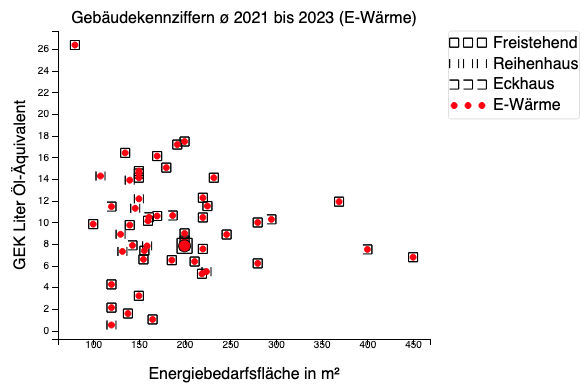 Gebäudekennziffern ø 2021 bis 2023 (E-Wärme)
Freistehend
Reihenhaus
Eckhaus
E-Wärme
GEK Liter Öl-Äquivalent
26
24
22
20
18
16
14
12
10
8
6
4
2
0
100 150 200 250 300 350 400 450
Energiebedarfsfläche in m²